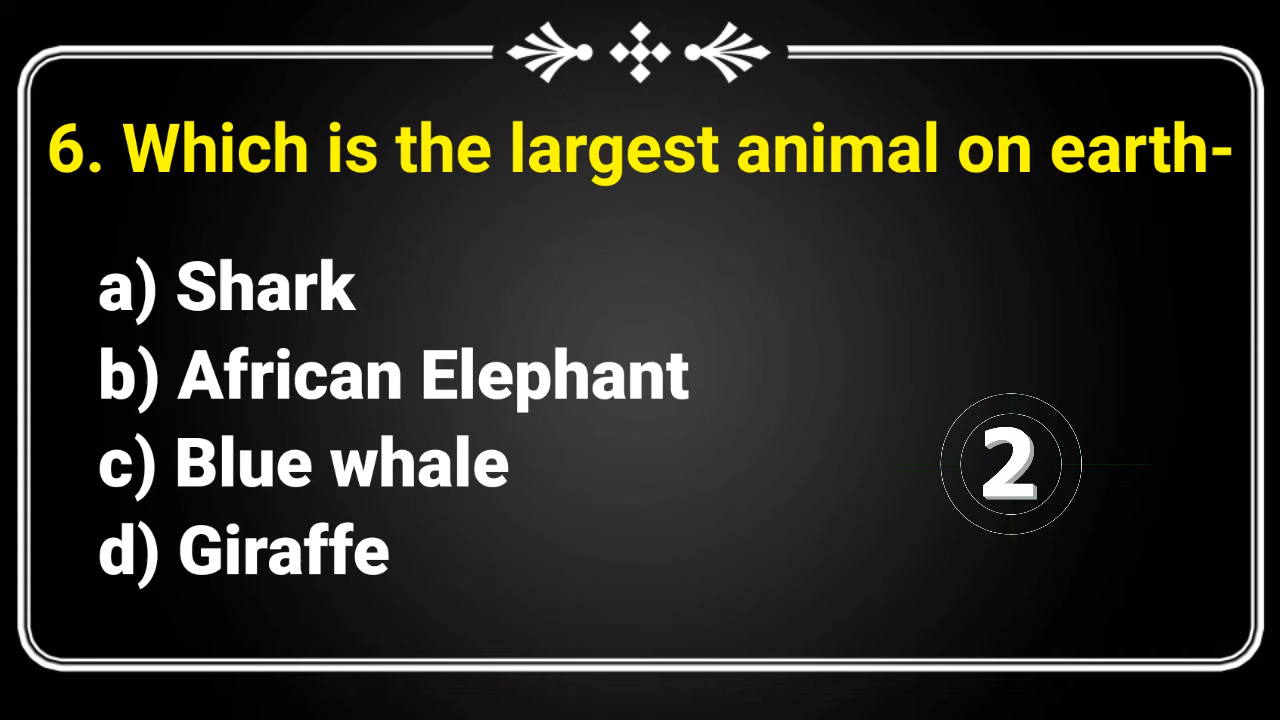 6. Which is the largest animal on earth-
a) Shark
b) African Elephant
c) Blue whale
2
d) Giraffe